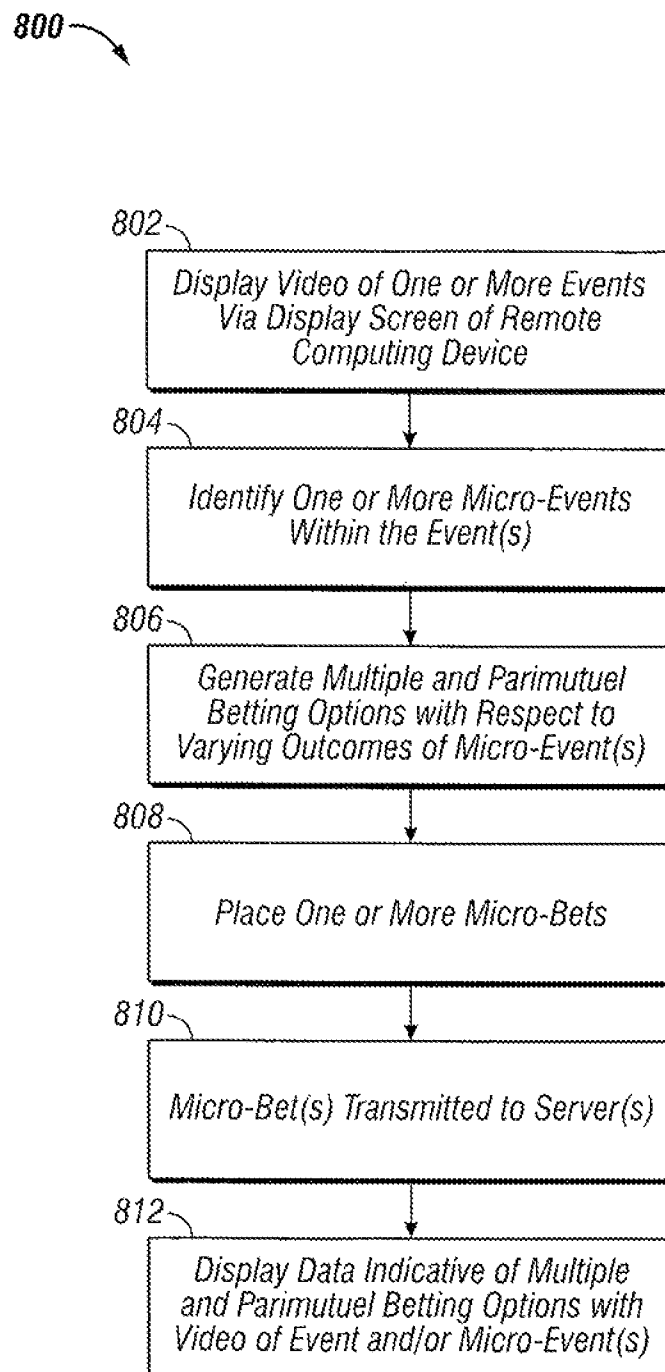 800
802
Display Video of One or More Events
Via Display Screen of Remote
Computing Device
804
Identify One or More Micro-Events
Within the Event(s)
806
Generate Multiple and Parimutuel
Betting Options with Respect to
Varying Outcomes of Micro-Event(s)
808
Place One or More Micro-Bets
810
Micro-Bet(s) Transmitted to Server(s)
812
Display Data Indicative of Multiple
and Parimutuel Betting Options with
Video of Event and/or Micro-Event(s)